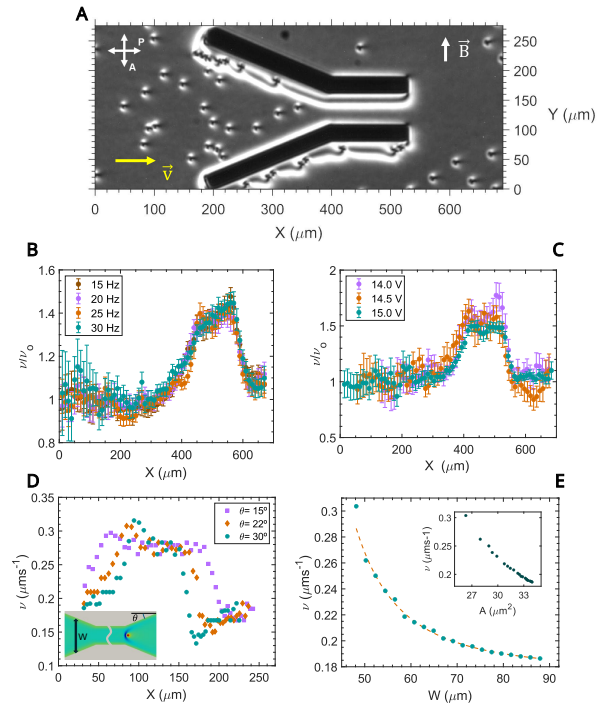 A
P
A
B
v
250
200
150
100
50
0
Y (μm)
0 100 200 300 400 500 600
X (μm)
B
1.6
1.4
1.2
1
0.8
15 Hz
20 Hz
25 Hz
30 Hz
ν/νo
0 200 400 600
X (μm)
C
2
1.5
1
0.5
14.0 V
14.5 V
15.0 V
ν/νo
0 200 400 600
X (μm)
D
0.35
0.3
0.25
0.2
0.15
0.1
θ= 15º
θ= 22º
θ= 30º
ν (μms-1)
W
θ
0 50 100 150 200 250
X (μm)
E
0.32
0.3
0.28
0.26
0.24
0.22
0.2
0.18
ν (μms-1)
0.3
0.25
0.2
ν (μms-1)
27 30 33
A (μm2)
50 60 70 80 90
W (μm)